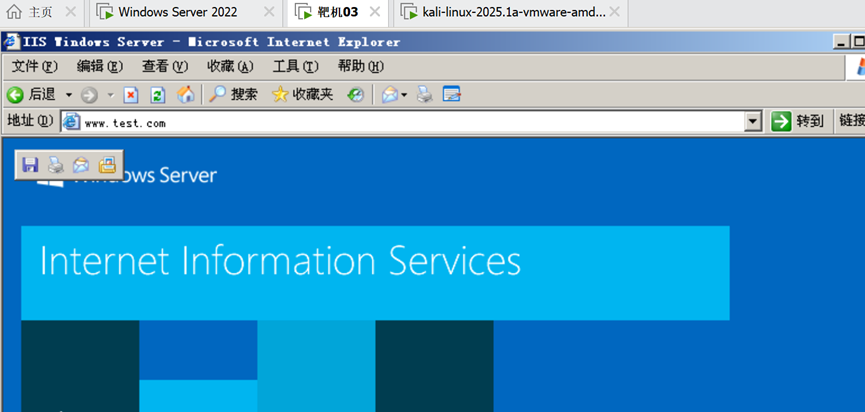 主页 Windows Server 2022 靶机03 kali-linux-2025.1a-vmware-amd...
IIS Windows Server - Microsoft Internet Explorer
文件(F) 编辑(E) 查看(V) 收藏(A) 工具(T) 帮助(H)
后退 搜索 收藏夹
地址(D) www.test.com 转到 链接
Windows Server
Internet Information Services